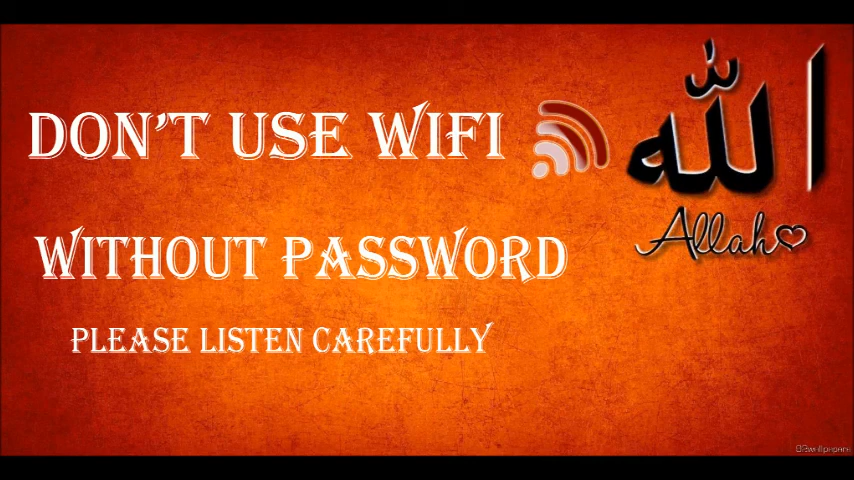 DON'T USE WIFI
WITHOUT PASSWORD
PLEASE LISTEN CAREFULLY
الله
Allah